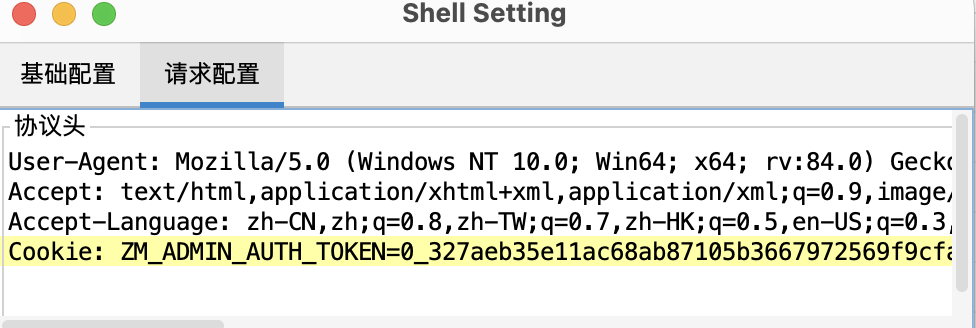 Shell Setting
基础配置 请求配置
协议头
User-Agent: Mozilla/5.0 (Windows NT 10.0; Win64; x64; rv:84.0) Gecko
Accept: text/html,application/xhtml+xml,application/xml;q=0.9,image/
Accept-Language: zh-CN,zh;q=0.8,zh-TW;q=0.7,zh-HK;q=0.5,en-US;q=0.3,
Cookie: ZM_ADMIN_AUTH_TOKEN=0_327aeb35e11ac68ab87105b3667972569f9cfa